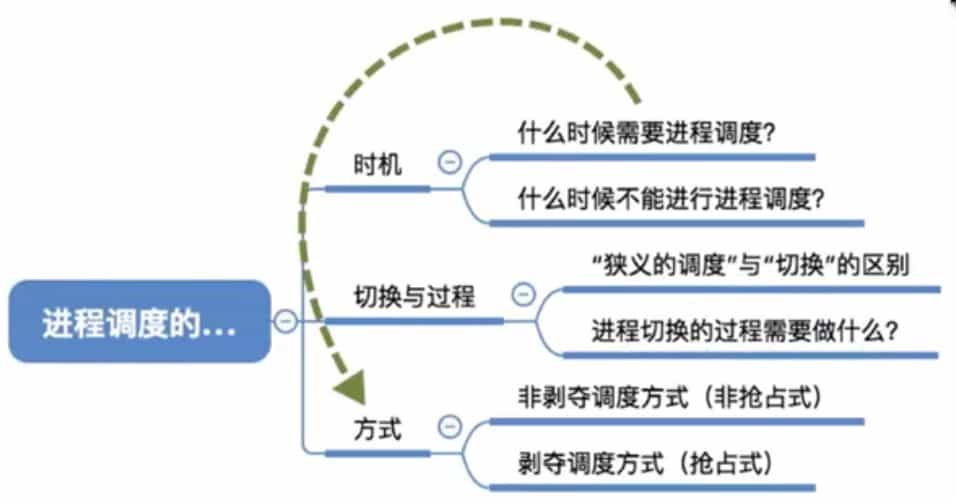 什么时候需要进程调度?
时机
什么时候不能进行进程调度?
“狭义的调度”与“切换”的区别
切换与过程
进程调度的...
进程切换的过程需要做什么?
非剥夺调度方式（非抢占式）
方式
剥夺调度方式（抢占式）